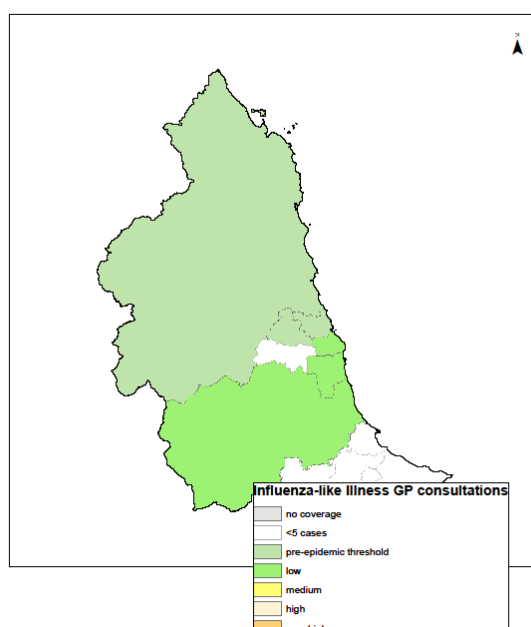 Influenza-like Illness GP consultations
no coverage
<5 cases
pre-epidemic threshold
low
medium
high